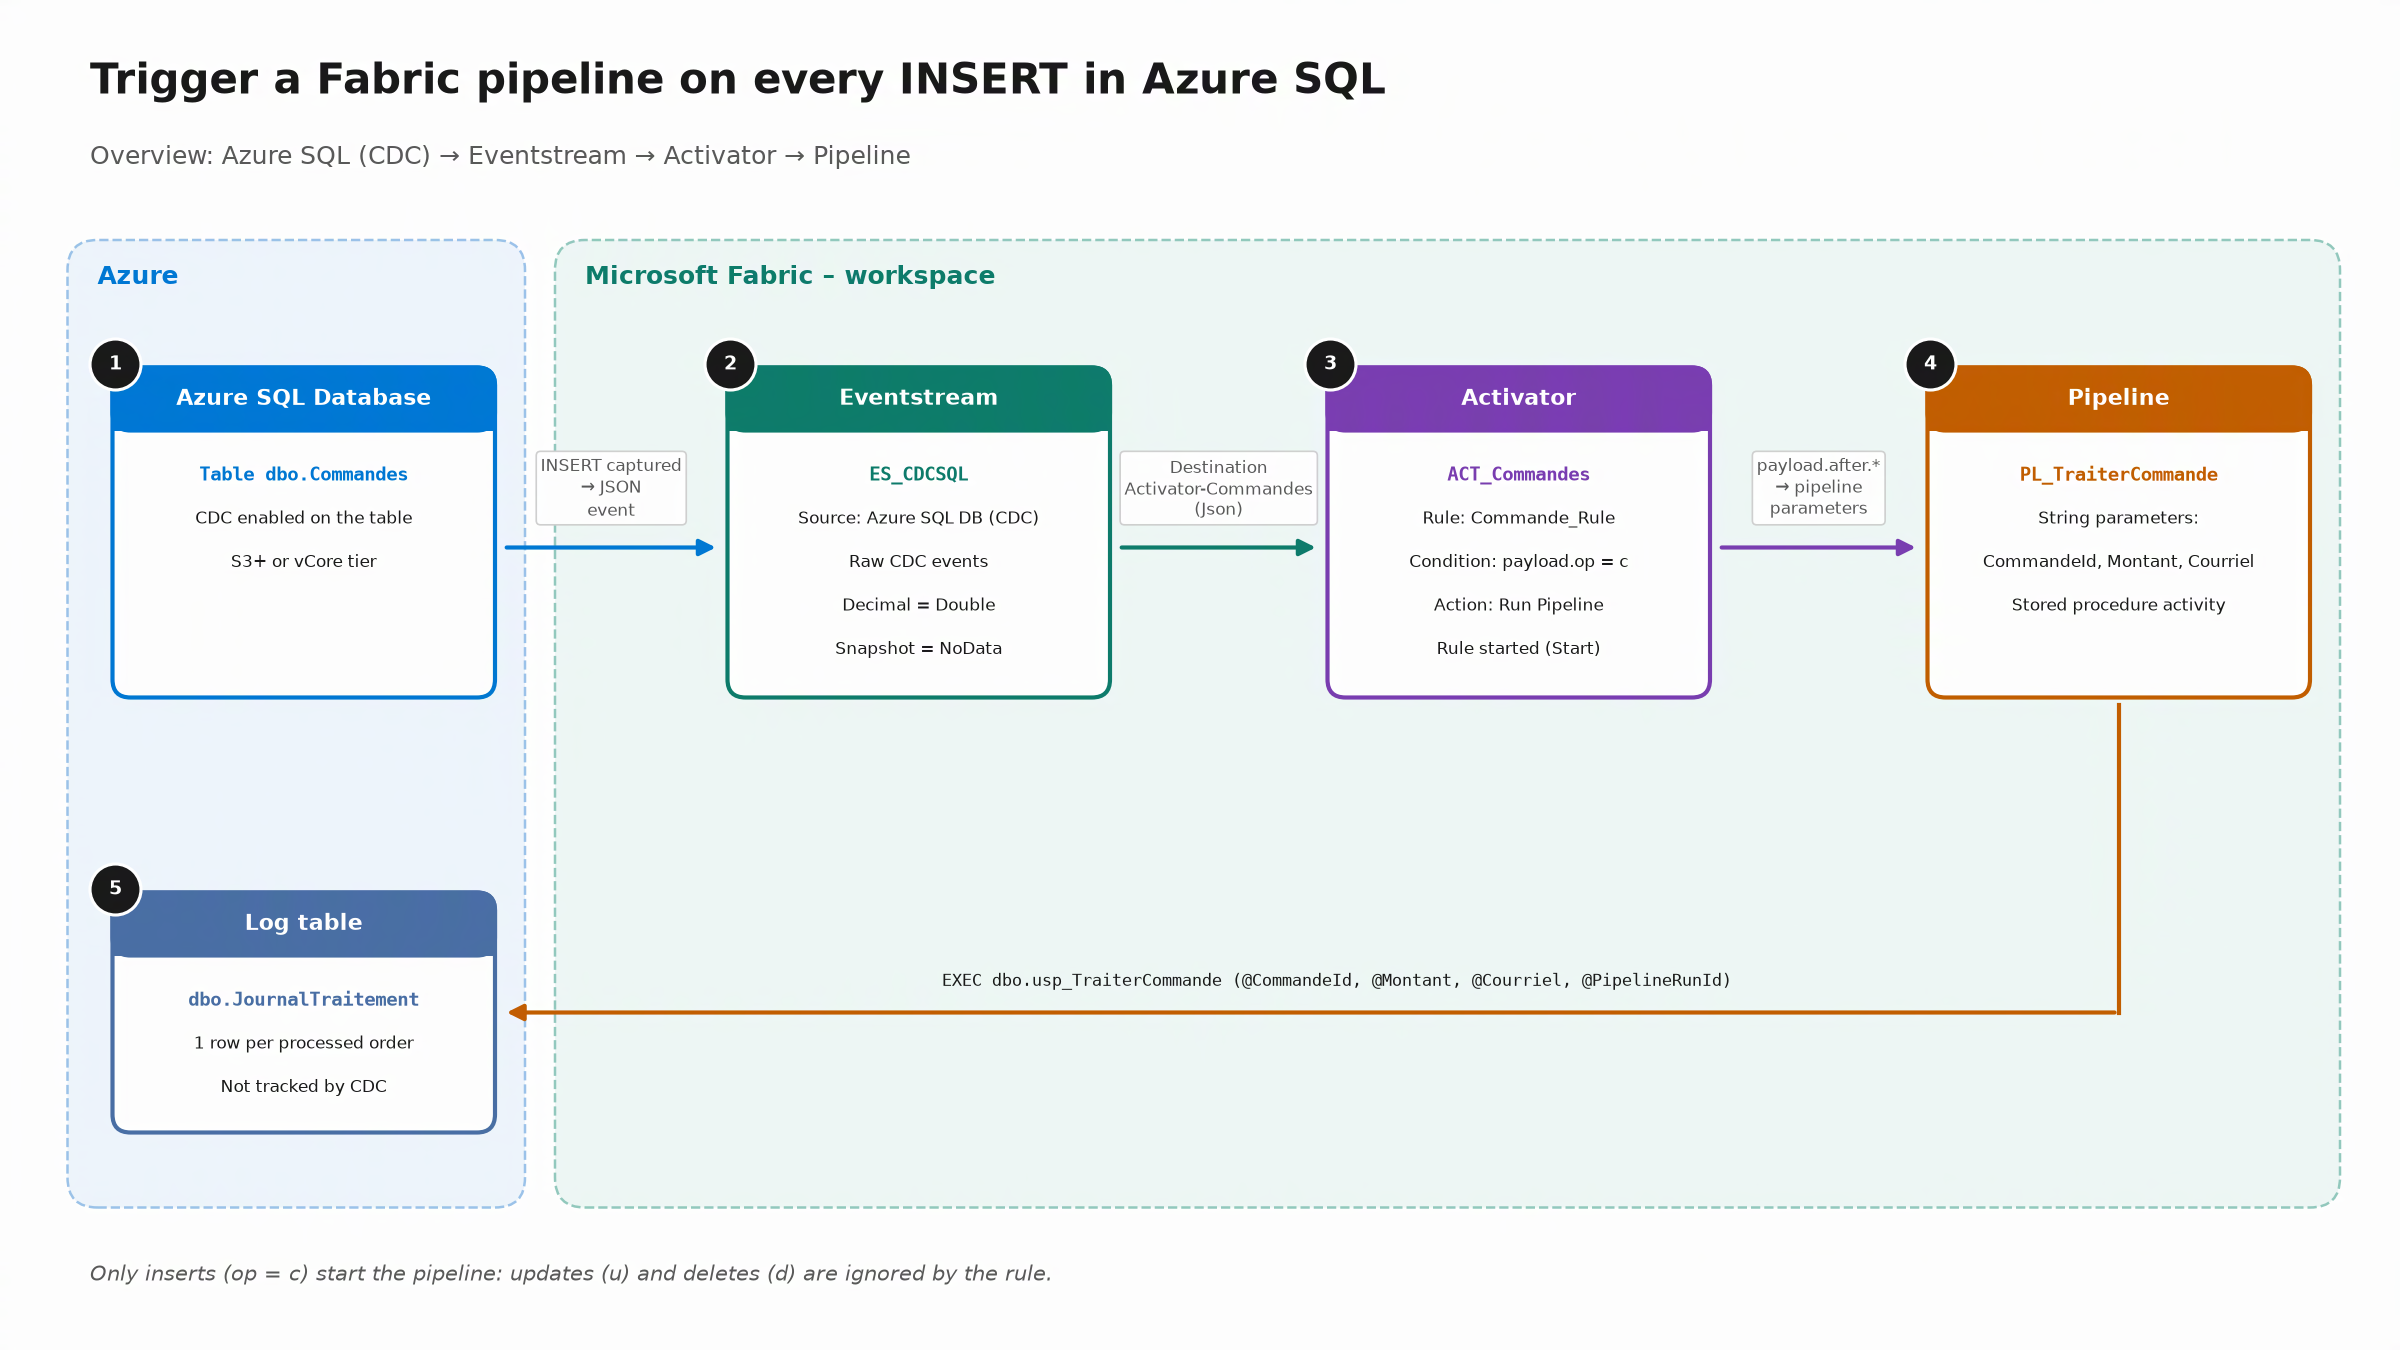 Trigger a Fabric pipeline on every INSERT in Azure SQL
Overview: Azure SQL (CDC) → Eventstream → Activator → Pipeline
Azure
Microsoft Fabric – workspace
1
Azure SQL Database
Table dbo.Commandes
CDC enabled on the table
S3+ or vCore tier
INSERT captured
→ JSON
event
2
Eventstream
ES_CDCSQL
Source: Azure SQL DB (CDC)
Raw CDC events
Decimal = Double
Snapshot = NoData
Destination
Activator-Commandes
(Json)
3
Activator
ACT_Commandes
Rule: Commande_Rule
Condition: payload.op = c
Action: Run Pipeline
Rule started (Start)
payload.after.*
→ pipeline
parameters
4
Pipeline
PL_TraiterCommande
String parameters:
CommandeId, Montant, Courriel
Stored procedure activity
5
Log table
dbo.JournalTraitement
1 row per processed order
Not tracked by CDC
EXEC dbo.usp_TraiterCommande (@CommandeId, @Montant, @Courriel, @PipelineRunId)
Only inserts (op = c) start the pipeline: updates (u) and deletes (d) are ignored by the rule.